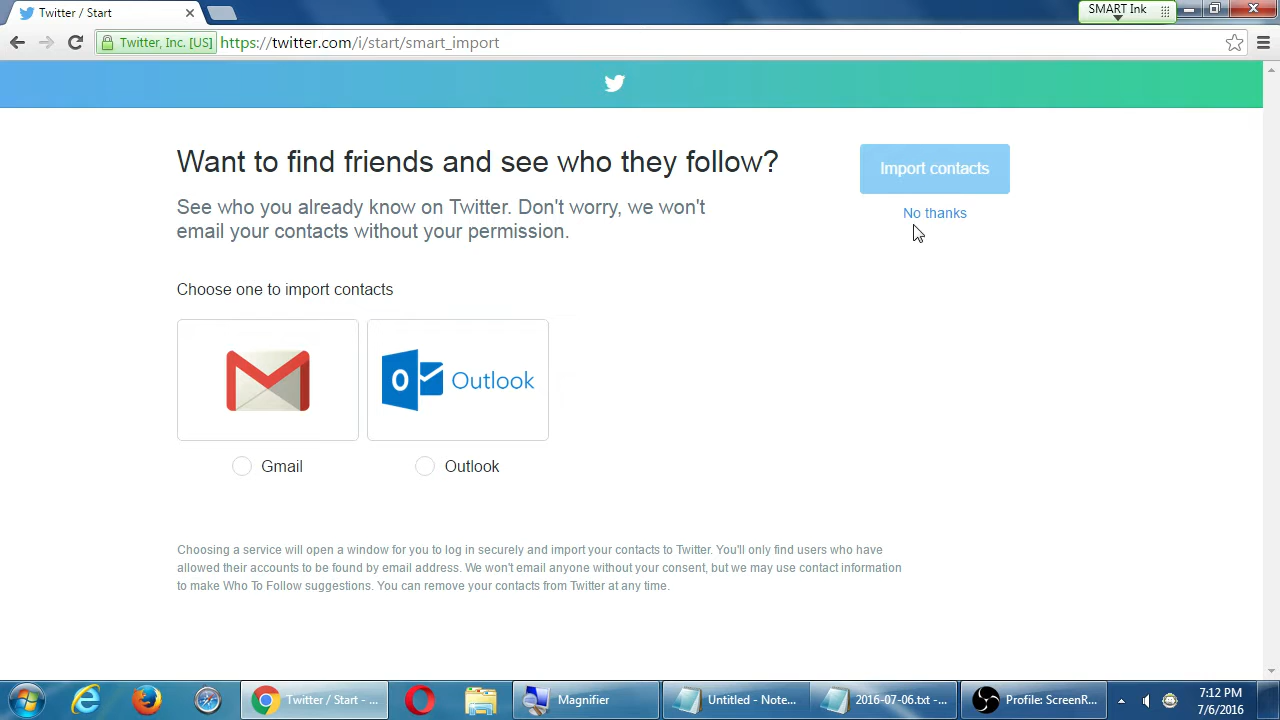 Twitter / Start
SMART Ink
Twitter, Inc. [US]
https://twitter.com/i/start/smart_import
Want to find friends and see who they follow?
Import contacts
See who you already know on Twitter. Don't worry, we won't
No thanks
email your contacts without your permission.
Choose one to import contacts
O Outlook
Gmail
Outlook
Choosing a service will open a window for you to log in securely and import your contacts to Twitter. You'll only find users who have
allowed their accounts to be found by email address. We won't email anyone without your consent, but we may use contact information
to make Who To Follow suggestions. You can remove your contacts from Twitter at any time.
Twitter / Start - ...
Magnifier
Untitled - Note...
2016-07-06.txt - ...
Profile: ScreenR...
7:12 PM
7/6/2016